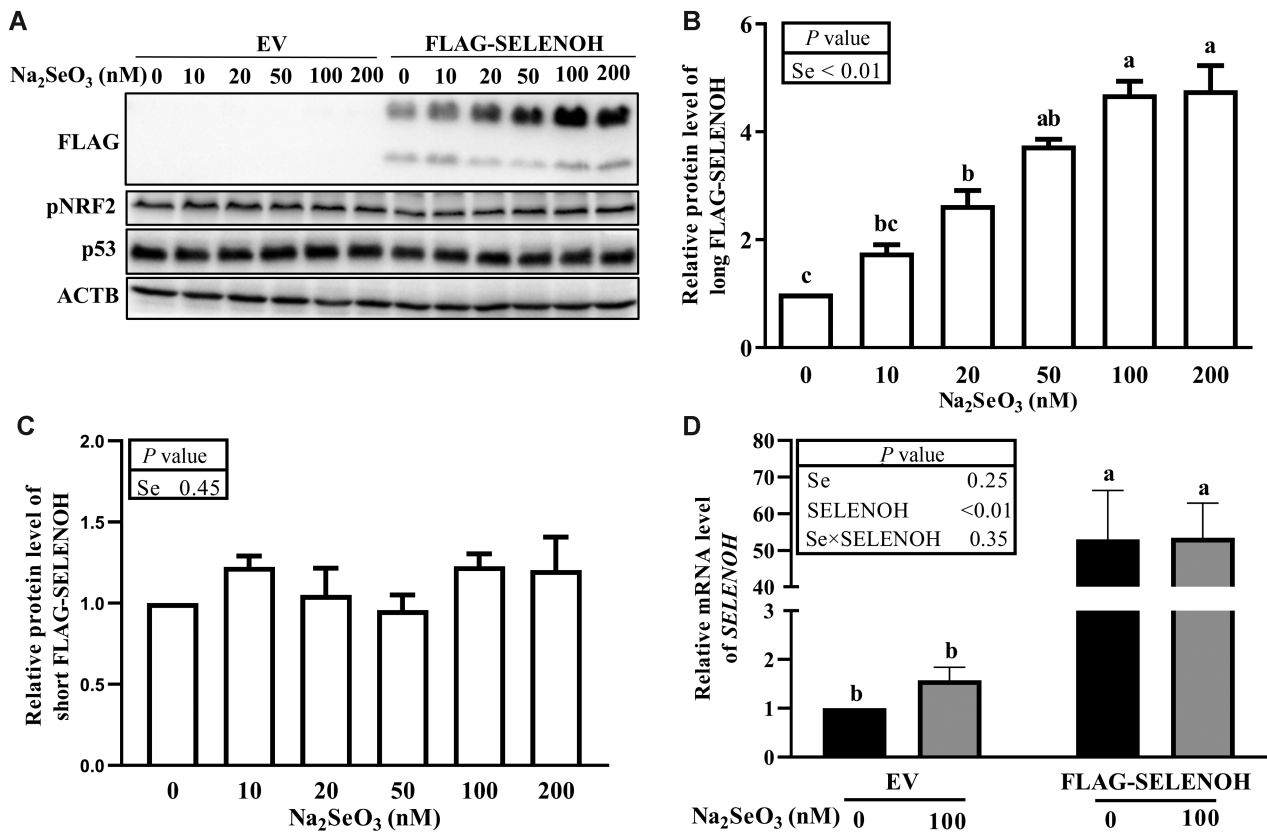 A
EV FLAG-SELENOH
Na₂SeO₃ (nM) 0 10 20 50 100 200 0 10 20 50 100 200
FLAG
pNRF2
p53
ACTB
B
Relative protein level of
long FLAG-SELENOH
6
4
2
0
P value
Se < 0.01
c bc b ab a a
0 10 20 50 100 200
Na₂SeO₃ (nM)
C
Relative protein level of
short FLAG-SELENOH
2.0
1.5
1.0
0.5
0.0
P value
Se 0.45
0 10 20 50 100 200
Na₂SeO₃ (nM)
D
Relative mRNA level
of SELENOH
80
70
60
50
40
3
2
1
0
P value
Se 0.25
SELENOH <0.01
Se×SELENOH 0.35
b b a a
EV FLAG-SELENOH
Na₂SeO₃ (nM) 0 100 0 100